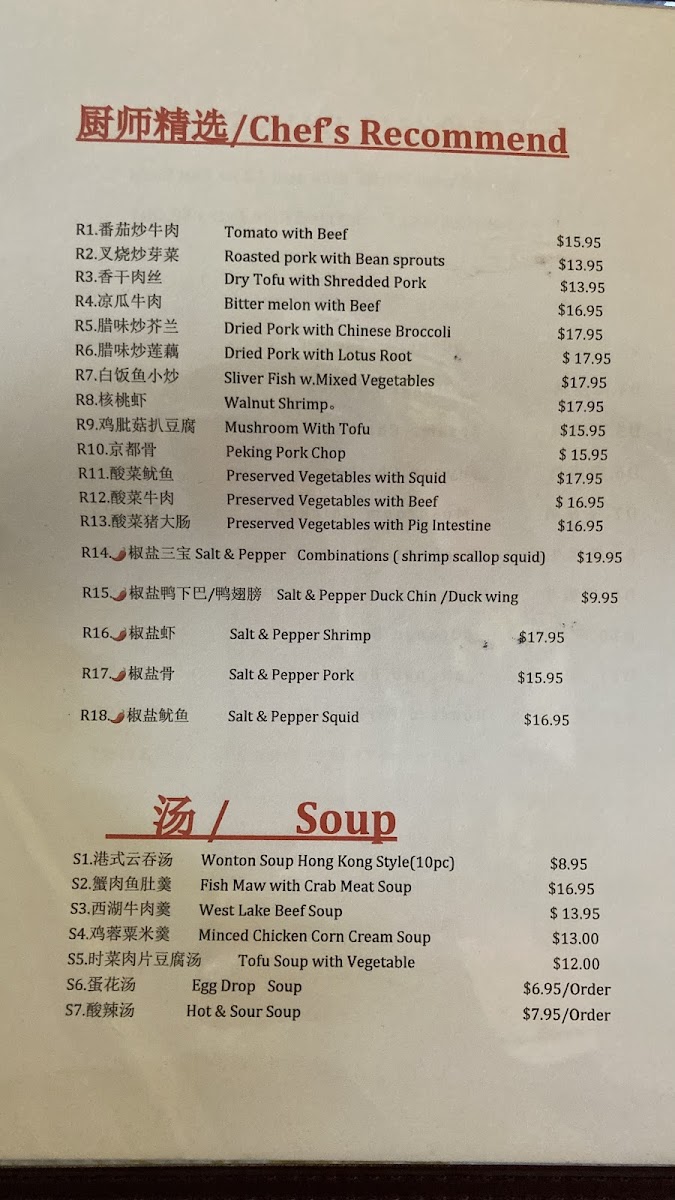 厨师精选/Chef's Recommend
R1.番茄炒牛肉 Tomato with Beef $15.95
R2.叉烧炒芽菜 Roasted pork with Bean sprouts $13.95
R3.香干肉丝 Dry Tofu with Shredded Pork $13.95
R4.凉瓜牛肉 Bitter melon with Beef $16.95
R5.腊味炒芥兰 Dried Pork with Chinese Broccoli $17.95
R6.腊味炒莲藕 Dried Pork with Lotus Root $ 17.95
R7.白饭鱼小炒 Sliver Fish w.Mixed Vegetables $17.95
R8.核桃虾 Walnut Shrimp。 $17.95
R9.鸡肶菇扒豆腐 Mushroom With Tofu $15.95
R10.京都骨 Peking Pork Chop $ 15.95
R11.酸菜鱿鱼 Preserved Vegetables with Squid $17.95
R12.酸菜牛肉 Preserved Vegetables with Beef $ 16.95
R13.酸菜猪大肠 Preserved Vegetables with Pig Intestine $16.95
R14.🌶椒盐三宝 Salt & Pepper Combinations ( shrimp scallop squid) $19.95
R15.🌶椒盐鸭下巴/鸭翅膀 Salt & Pepper Duck Chin /Duck wing $9.95
R16.🌶椒盐虾 Salt & Pepper Shrimp $17.95
R17.🌶椒盐骨 Salt & Pepper Pork $15.95
R18.🌶椒盐鱿鱼 Salt & Pepper Squid $16.95
汤 / Soup
S1.港式云吞汤 Wonton Soup Hong Kong Style(10pc) $8.95
S2.蟹肉鱼肚羹 Fish Maw with Crab Meat Soup $16.95
S3.西湖牛肉羹 West Lake Beef Soup $ 13.95
S4.鸡蓉粟米羹 Minced Chicken Corn Cream Soup $13.00
S5.时菜肉片豆腐汤 Tofu Soup with Vegetable $12.00
S6.蛋花汤 Egg Drop Soup $6.95/Order
S7.酸辣汤 Hot & Sour Soup $7.95/Order